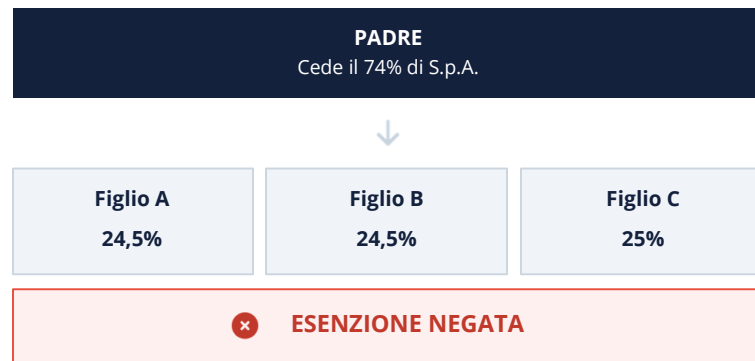 PADRE
Cede il 74% di S.p.A.
Figlio A
Figlio B
Figlio C
24,5%
24,5%
25%
ESENZIONE NEGATA